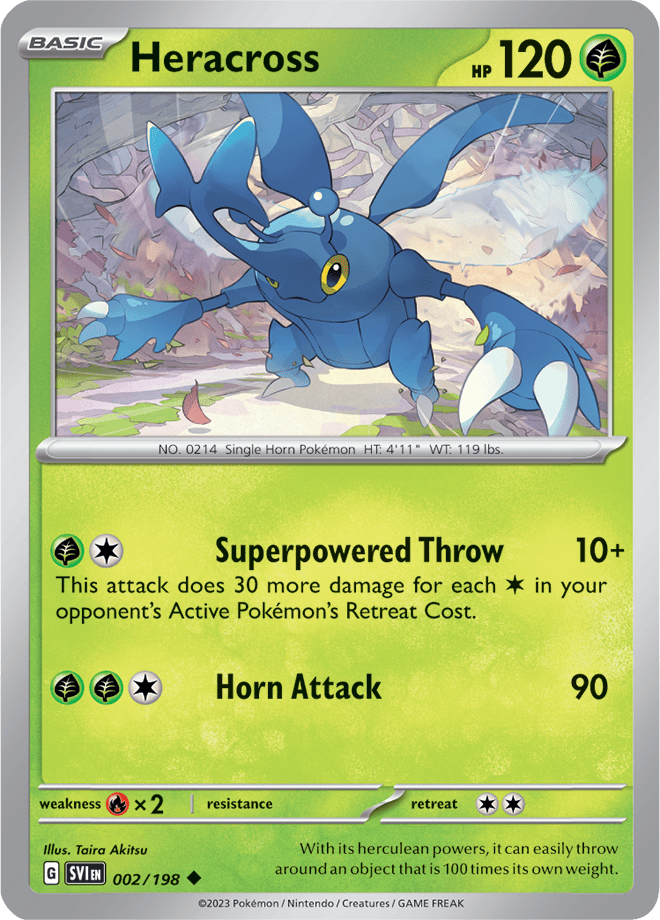 BASIC Heracross HP 120
NO. 0214 Single Horn Pokémon HT: 4'11" WT: 119 lbs.
Superpowered Throw 10+
This attack does 30 more damage for each in your
opponent's Active Pokémon's Retreat Cost.
Horn Attack 90
weakness ×2 resistance retreat
Illus. Taira Akitsu
With its herculean powers, it can easily throw
around an object that is 100 times its own weight.
G SVI EN 002/198
©2023 Pokémon / Nintendo / Creatures / GAME FREAK